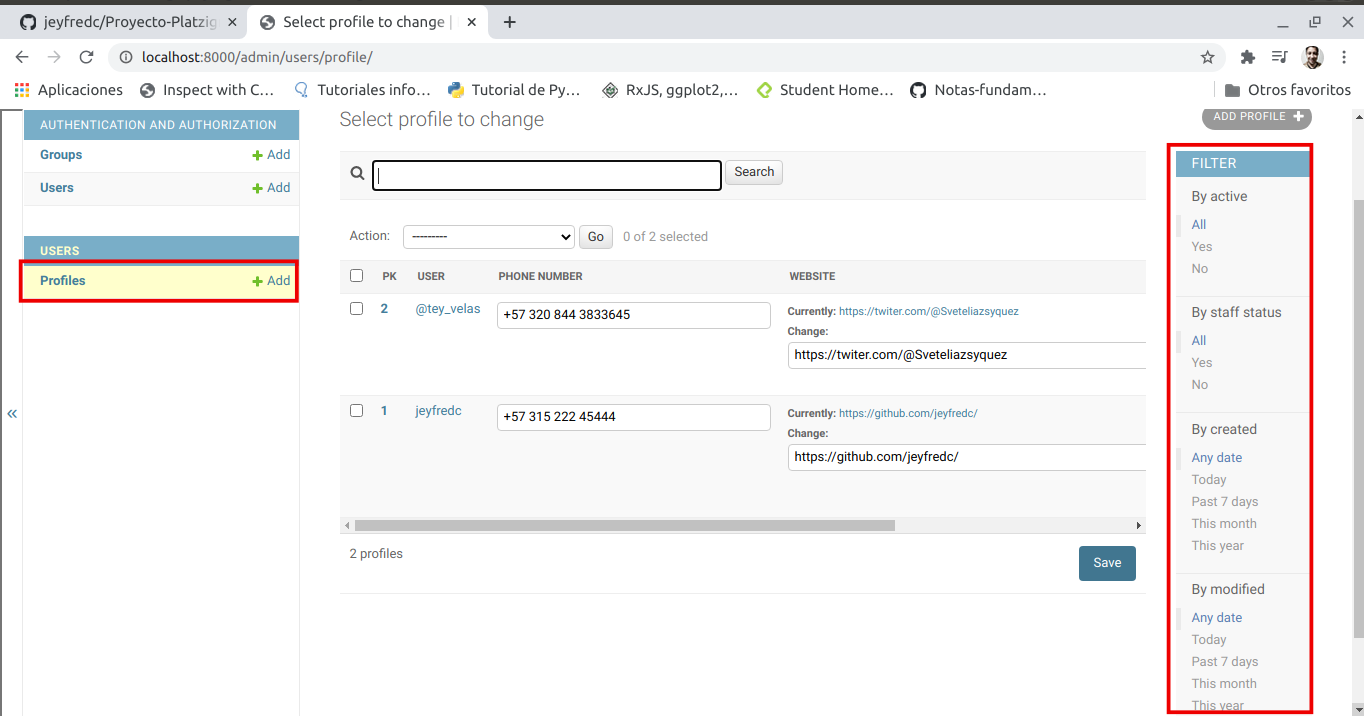 jeyfredc/Proyecto-Platzig
Select profile to change |
localhost:8000/admin/users/profile/
Aplicaciones
Inspect with C...
Tutoriales info...
Tutorial de Py...
RxJS, ggplot2,...
Student Home...
Notas-fundam...
Otros favoritos
AUTHENTICATION AND AUTHORIZATION
Groups + Add
Users + Add
USERS
Profiles + Add
«
Select profile to change
ADD PROFILE +
Search
Action: --------- Go 0 of 2 selected
PK USER PHONE NUMBER WEBSITE
2 @tey_velas +57 320 844 3833645
Currently: https://twiter.com/@Sveteliazsyquez
Change:
https://twiter.com/@Sveteliazsyquez
1 jeyfredc +57 315 222 45444
Currently: https://github.com/jeyfredc/
Change:
https://github.com/jeyfredc/
2 profiles
Save
FILTER
By active
All
Yes
No
By staff status
All
Yes
No
By created
Any date
Today
Past 7 days
This month
This year
By modified
Any date
Today
Past 7 days
This month
This year